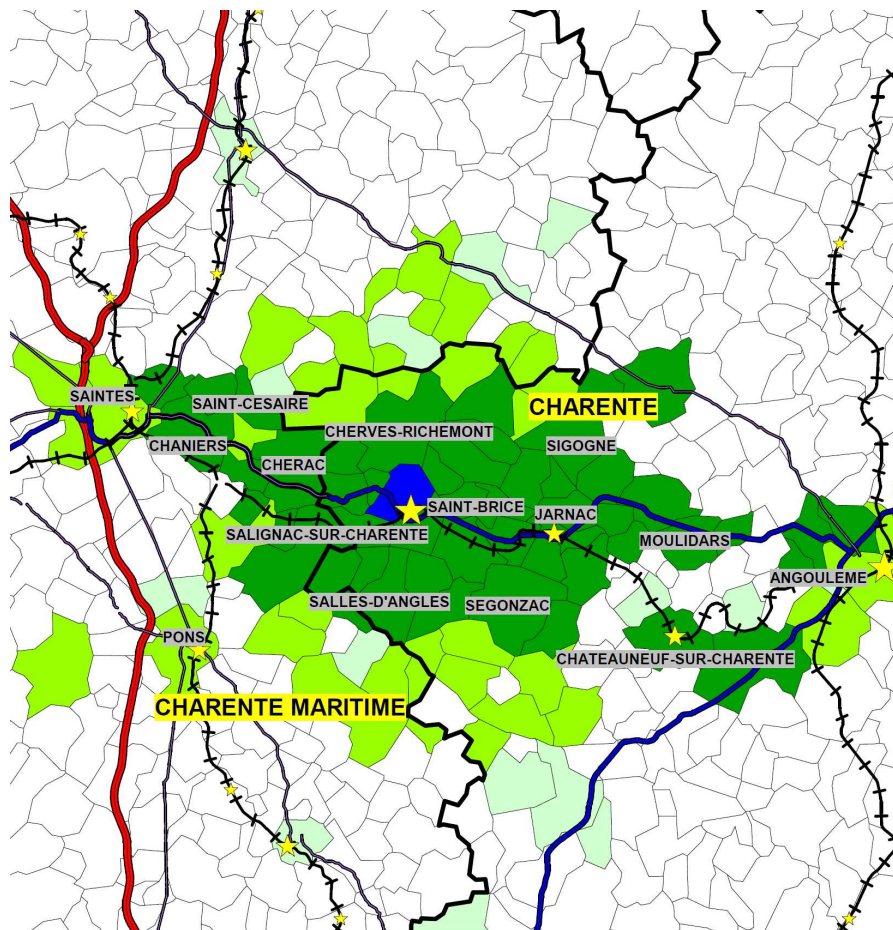 SAINTES
SAINT-CESAIRE
CHARENTE
CHERVES-RICHEMONT
CHANIERS
SIGOGNE
CHERAC
SAINT-BRICE
JARNAC
SALIGNAC-SUR-CHARENTE
MOULIDARS
ANGOULEME
SALLES-D'ANGLES
SEGONZAC
PONS
CHATEAUNEUF-SUR-CHARENTE
CHARENTE MARITIME